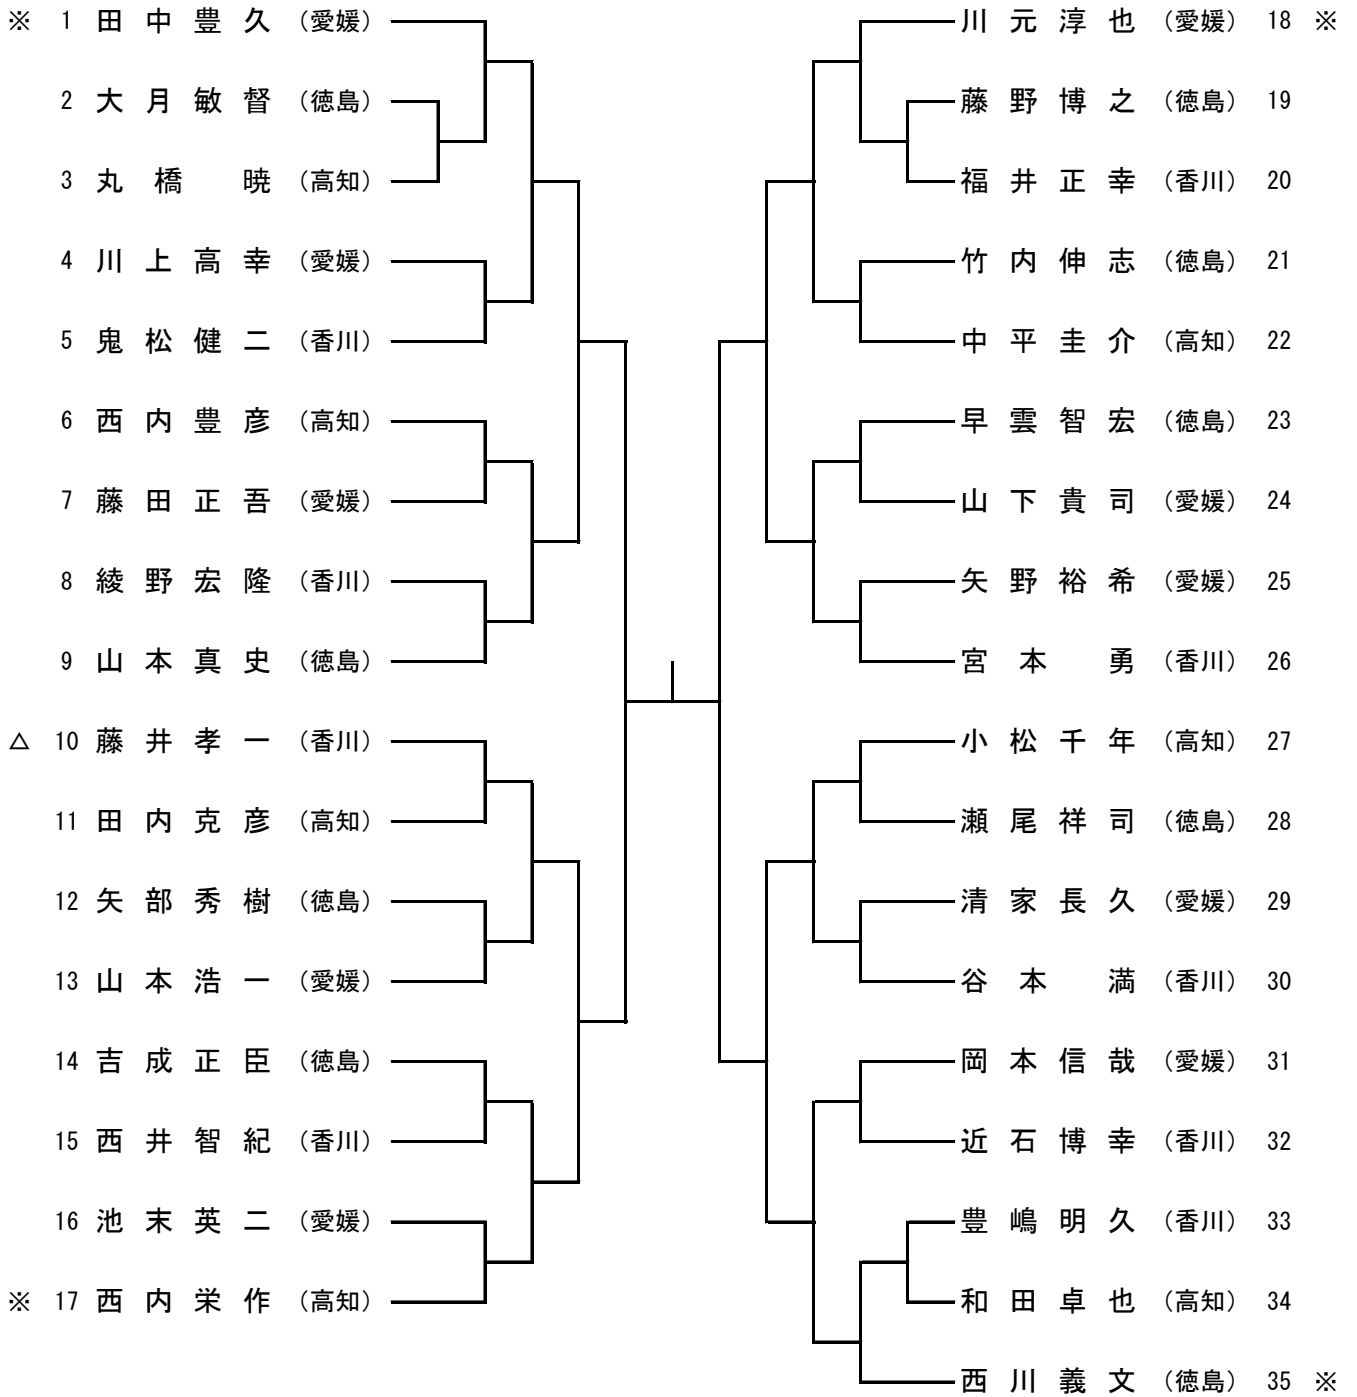 ※ 1 田中豊久 （愛媛）
2 大月敏督 （徳島）
3 丸橋 暁 （高知）
4 川上高幸 （愛媛）
5 鬼松健二 （香川）
6 西内豊彦 （高知）
7 藤田正吾 （愛媛）
8 綾野宏隆 （香川）
9 山本真史 （徳島）
△ 10 藤井孝一 （香川）
11 田内克彦 （高知）
12 矢部秀樹 （徳島）
13 山本浩一 （愛媛）
14 吉成正臣 （徳島）
15 西井智紀 （香川）
16 池末英二 （愛媛）
※ 17 西内栄作 （高知）
川元淳也 （愛媛） 18 ※
藤野博之 （徳島） 19
福井正幸 （香川） 20
竹内伸志 （徳島） 21
中平圭介 （高知） 22
早雲智宏 （徳島） 23
山下貴司 （愛媛） 24
矢野裕希 （愛媛） 25
宮本 勇 （香川） 26
小松千年 （高知） 27
瀬尾祥司 （徳島） 28
清家長久 （愛媛） 29
谷本 満 （香川） 30
岡本信哉 （愛媛） 31
近石博幸 （香川） 32
豊嶋明久 （香川） 33
和田卓也 （高知） 34
西川義文 （徳島） 35 ※